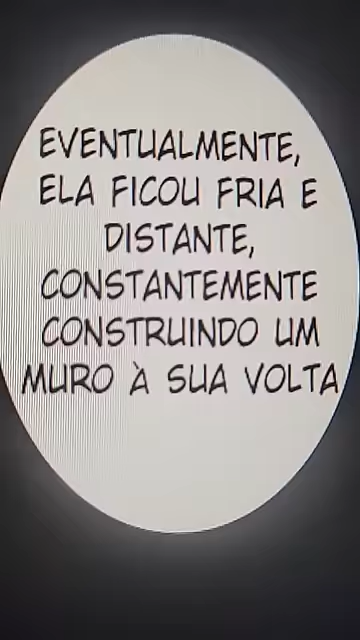 EVENTUALMENTE,
ELA FICOU FRIA E
DISTANTE,
CONSTANTEMENTE
CONSTRUINDO UM
MURO À SUA VOLTA